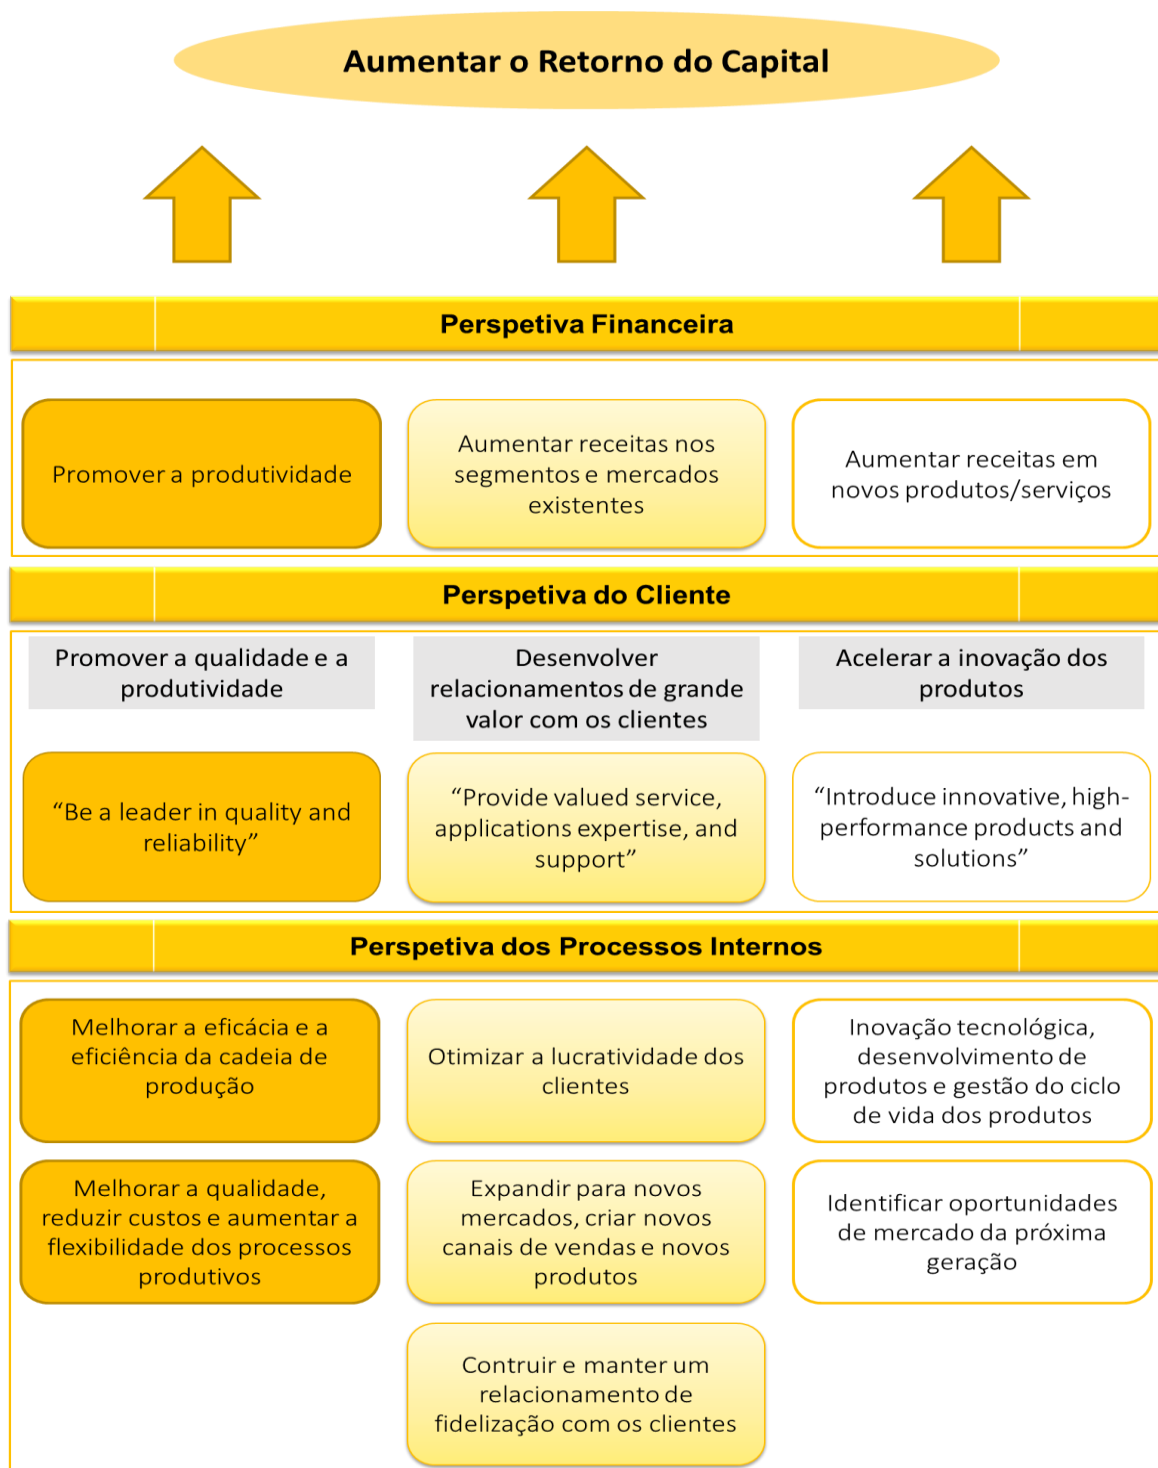 Aumentar o Retorno do Capital
Perspetiva Financeira
Promover a produtividade
Aumentar receitas nos
segmentos e mercados
existentes
Aumentar receitas em
novos produtos/serviços
Perspetiva do Cliente
Promover a qualidade e a
produtividade
Desenvolver
relacionamentos de grande
valor com os clientes
Acelerar a inovação dos
produtos
“Be a leader in quality and
reliability”
“Provide valued service,
applications expertise, and
support”
“Introduce innovative, high-
performance products and
solutions”
Perspetiva dos Processos Internos
Melhorar a eficácia e a
eficiência da cadeia de
produção
Otimizar a lucratividade dos
clientes
Inovação tecnológica,
desenvolvimento de
produtos e gestão do ciclo
de vida dos produtos
Melhorar a qualidade,
reduzir custos e aumentar a
flexibilidade dos processos
produtivos
Expandir para novos
mercados, criar novos
canais de vendas e novos
produtos
Identificar oportunidades
de mercado da próxima
geração
Contruir e manter um
relacionamento de
fidelização com os clientes